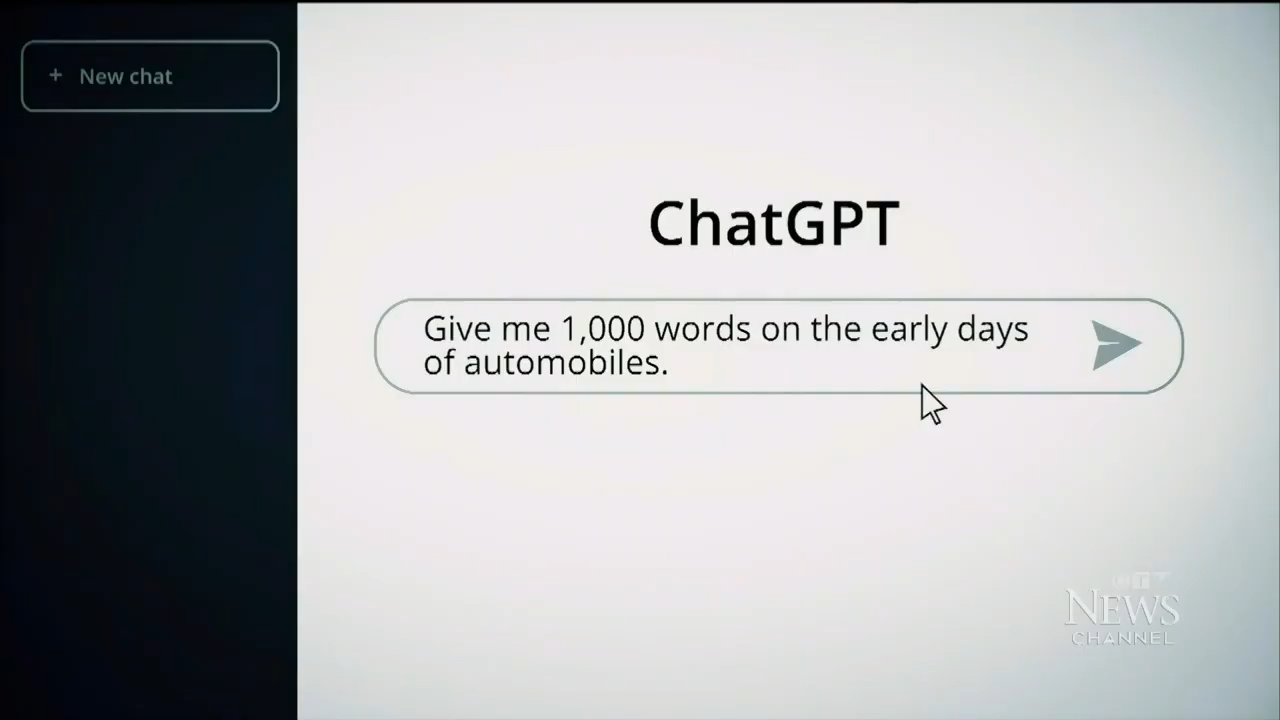 + New chat
ChatGPT
Give me 1,000 words on the early days
of automobiles.
NEWS
CHANNEL